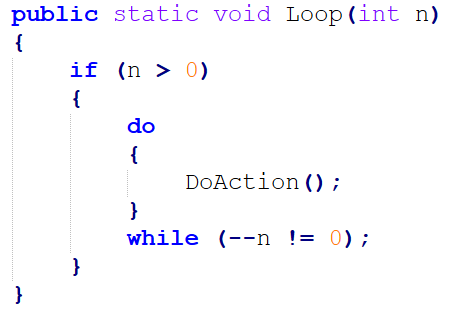 public static void Loop(int n)
{
    if (n > 0)
    {
        do
        {
            DoAction();
        }
        while (--n != 0);
    }
}